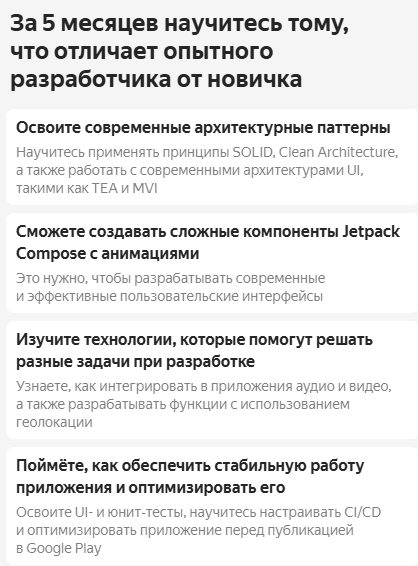 За 5 месяцев научитесь тому,
что отличает опытного
разработчика от новичка
Освоите современные архитектурные паттерны
Научитесь применять принципы SOLID, Clean Architecture,
а также работать с современными архитектурами UI,
такими как TEA и MVI
Сможете создавать сложные компоненты Jetpack
Compose с анимациями
Это нужно, чтобы разрабатывать современные
и эффективные пользовательские интерфейсы
Изучите технологии, которые помогут решать
разные задачи при разработке
Узнаете, как интегрировать в приложения аудио и видео,
а также разрабатывать функции с использованием
геолокации
Поймёте, как обеспечить стабильную работу
приложения и оптимизировать его
Освоите UI- и юнит-тесты, научитесь настраивать CI/CD
и оптимизировать приложение перед публикацией
в Google Play